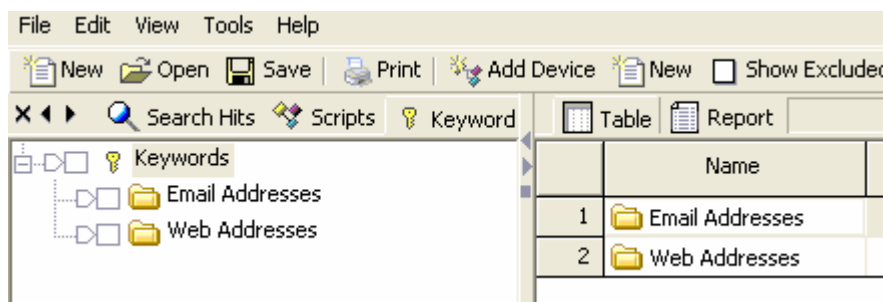 File Edit View Tools Help
New Open Save Print Add Device New Show Excluded
Search Hits Scripts Keyword Table Report
Keywords Name
Email Addresses
Web Addresses
1 Email Addresses
2 Web Addresses